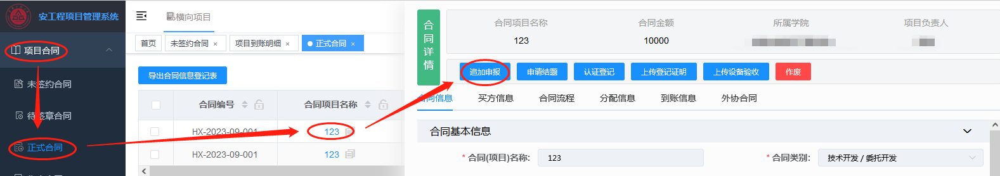 安工程项目管理系统
项目合同
未签约合同
待签章合同
正式合同
横向项目
首页
未签约合同 ×
项目到账明细 ×
正式合同 ×
导出合同信息登记表
合同编号 合同项目名称
HX-2023-09-001 123
HX-2023-09-001 123
合同详情
合同项目名称 合同金额 所属学院 项目负责人
123 10000
追加申报 申请结题 认证登记 上传登记证明 上传设备验收 作废
合同信息 买方信息 合同流程 分配信息 到账信息 外协合同
合同基本信息
* 合同(项目)名称: 123
* 合同类别: 技术开发 / 委托开发